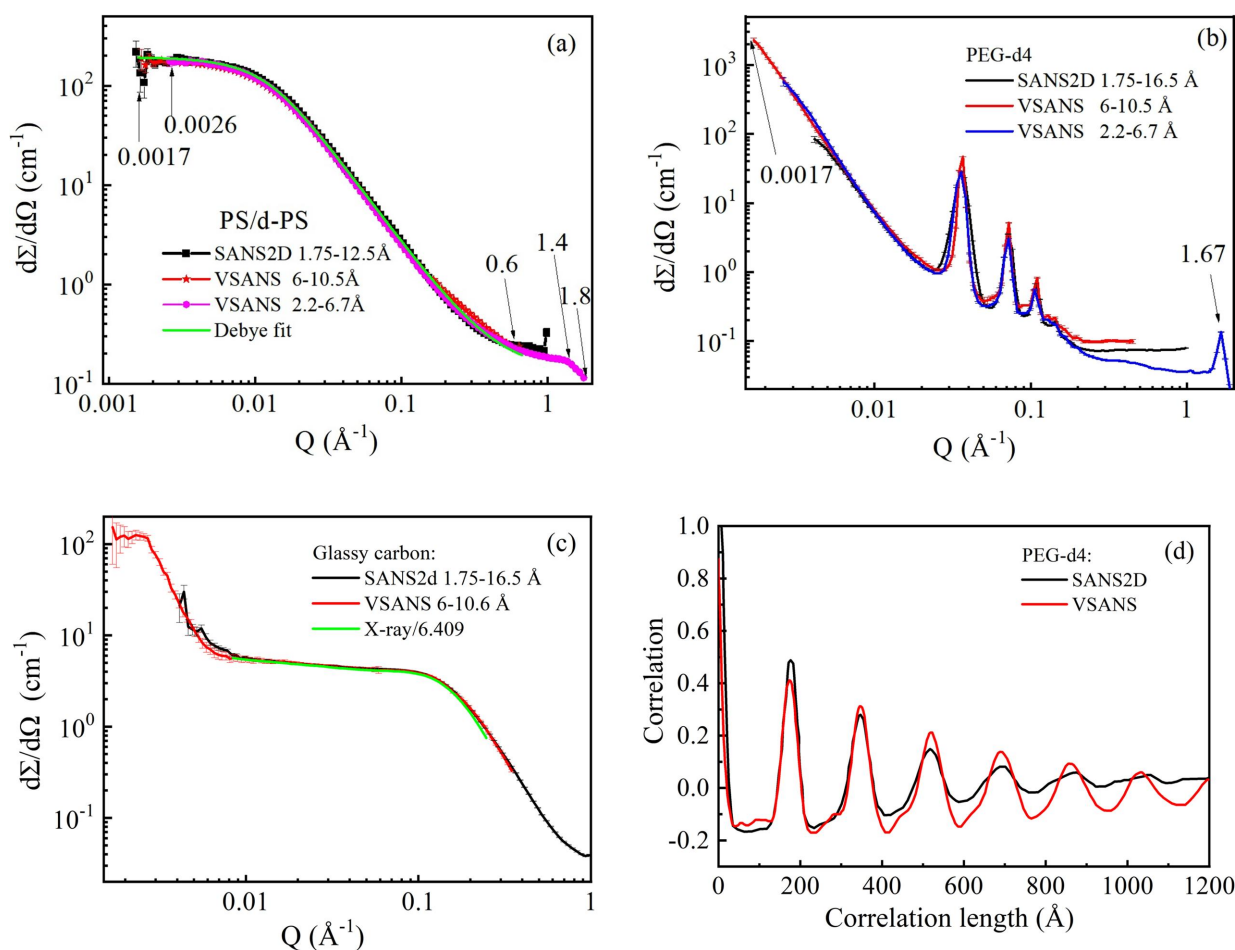 (a)
10²
0.0026
0.0017
dΣ/dΩ (cm⁻¹)
10¹
PS/d-PS
SANS2D 1.75-12.5Å
VSANS 6-10.5Å
VSANS 2.2-6.7Å
Debye fit
0.6
1.4
1.8
10⁰
10⁻¹
0.001 0.01 0.1 1
Q (Å⁻¹)
(b)
10³
PEG-d4
SANS2D 1.75-16.5 Å
VSANS 6-10.5 Å
VSANS 2.2-6.7 Å
10²
0.0017
dΣ/dΩ (cm⁻¹)
10¹
10⁰
1.67
10⁻¹
0.01 0.1 1
Q (Å⁻¹)
(c)
10²
Glassy carbon:
SANS2d 1.75-16.5 Å
VSANS 6-10.6 Å
X-ray/6.409
10¹
dΣ/dΩ (cm⁻¹)
10⁰
10⁻¹
0.01 0.1 1
Q (Å⁻¹)
(d)
1.0
PEG-d4:
SANS2D
VSANS
0.8
0.6
Correlation
0.4
0.2
0.0
-0.2
0 200 400 600 800 1000 1200
Correlation length (Å)